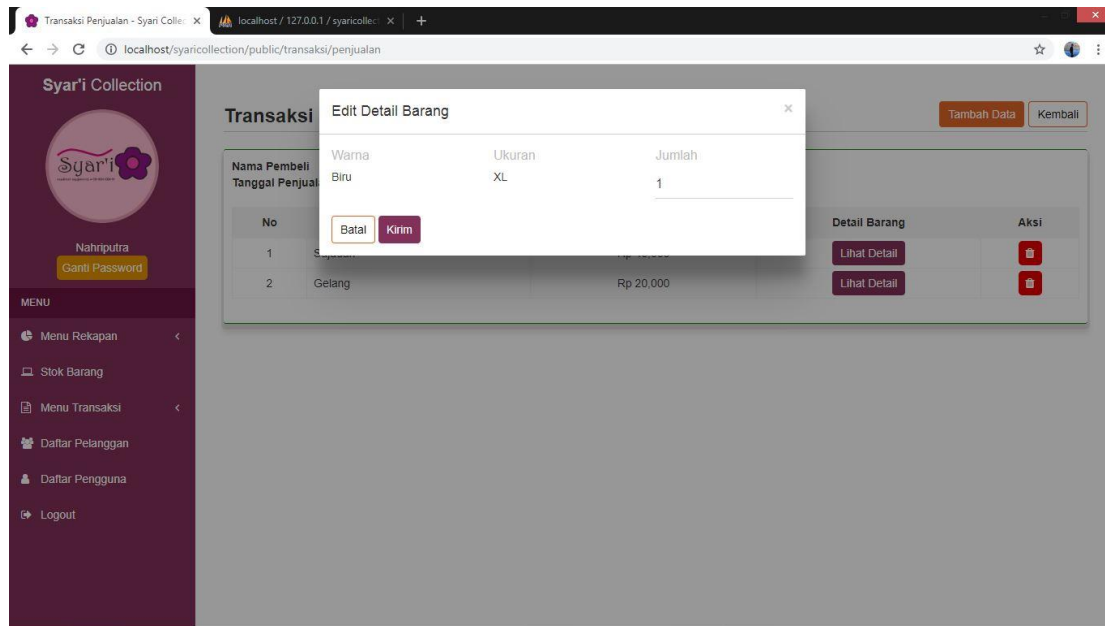 Transaksi Penjualan - Syari Collec
localhost / 127.0.0.1 / syaricollect
localhost/syaricollection/public/transaksi/penjualan
Syar'i Collection
Syar'i
Nahriputra
Ganti Password
MENU
Menu Rekapan
Stok Barang
Menu Transaksi
Daftar Pelanggan
Daftar Pengguna
Logout
Transaksi
Tambah Data Kembali
Nama Pembeli
Tanggal Penjual
No Detail Barang Aksi
1 Lihat Detail
2 Gelang Rp 20,000 Lihat Detail
Edit Detail Barang
Warna Ukuran Jumlah
Biru XL 1
Batal Kirim